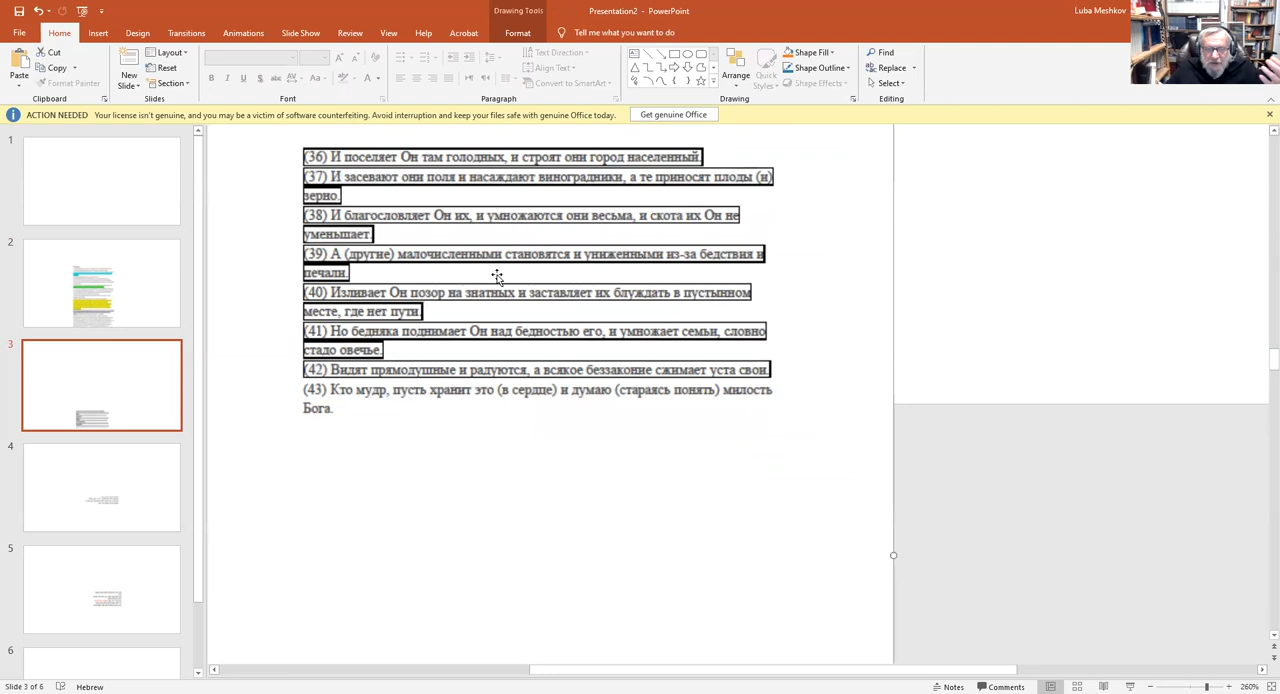 Drawing Tools
Presentation2 - PowerPoint
Luba Meshkov
File Home Insert Design Transitions Animations Slide Show Review View Help Acrobat Format Tell me what you want to do
Paste
Cut
Copy
Format Painter
Clipboard
New Slide
Layout
Reset
Section
Slides
Font
Text Direction
Align Text
Convert to SmartArt
Paragraph
Arrange
Quick Styles
Shape Fill
Shape Outline
Shape Effects
Drawing
Find
Replace
Select
Editing
ACTION NEEDED Your license isn't genuine, and you may be a victim of software counterfeiting. Avoid interruption and keep your files safe with genuine Office today. Get genuine Office
1
2
3
4
5
6
(36) И поселяет Он там голодных, и строят они город населенный.
(37) И засевают они поля и насаждают виноградники, а те приносят плоды (и)
зерно.
(38) И благословляет Он их, и умножаются они весьма, и скота их Он не
уменьшает.
(39) А (другие) малочисленными становятся и униженными из-за бедствия и
печали.
(40) Изливает Он позор на знатных и заставляет их блуждать в пустынном
месте, где нет пути.
(41) Но бедняка поднимает Он над бедностью его, и умножает семьи, словно
стадо овечье.
(42) Видят прямодушные и радуются, а всякое беззаконие сжимает уста свои.
(43) Кто мудр, пусть хранит это (в сердце) и думаю (стараясь понять) милость
Бога.
Slide 3 of 6 Hebrew Notes Comments 260%